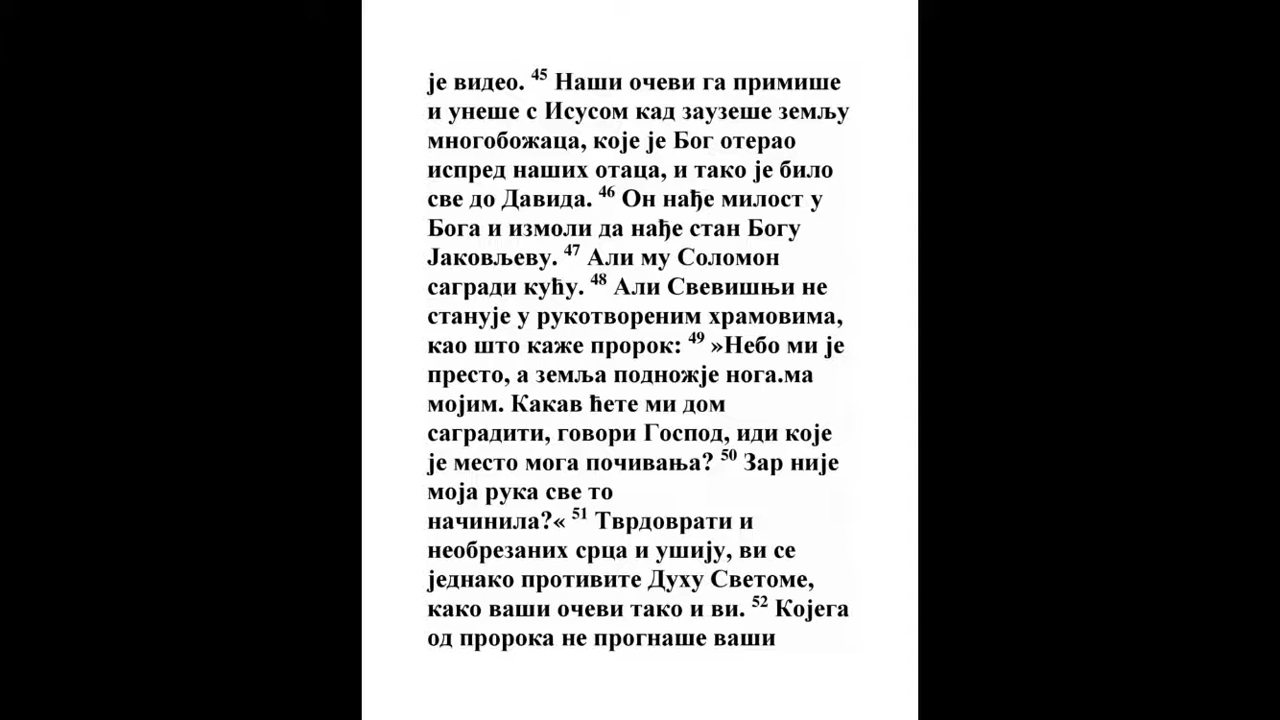 је видео. 45 Наши очеви га примише
и унеше с Исусом кад заузеше земљу
многобожаца, које је Бог отерао
испред наших отаца, и тако је било
све до Давида. 46 Он нађе милост у
Бога и измоли да нађе стан Богу
Јаковљеву. 47 Али му Соломон
сагради кућу. 48 Али Свевишњи не
станује у рукотвореним храмовима,
као што каже пророк: 49 »Небо ми је
престо, а земља подножје нога.ма
мојим. Какав ћете ми дом
саградити, говори Господ, иди које
је место мога почивања? 50 Зар није
моја рука све то
начинила?« 51 Тврдоврати и
необрезаних срца и ушију, ви се
једнако противите Духу Светоме,
како ваши очеви тако и ви. 52 Којега
од пророка не прогнаше ваши